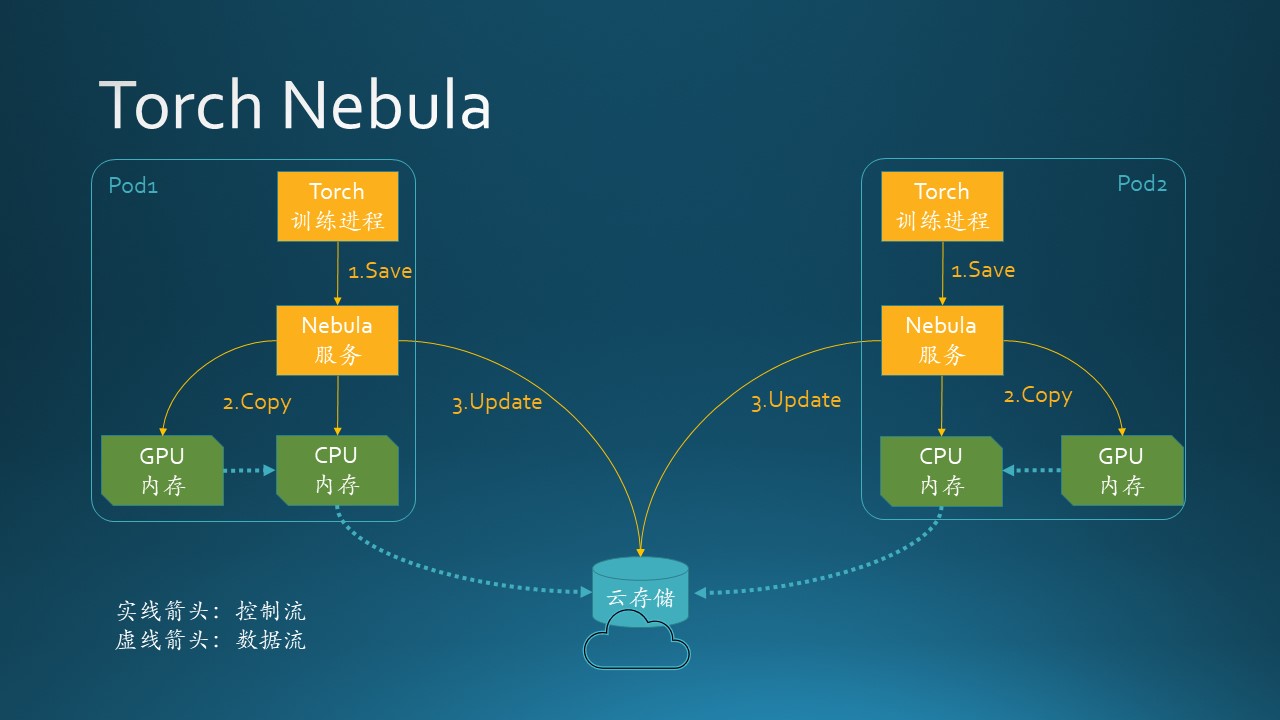 Torch Nebula
Pod1
Torch
训练进程
1.Save
Nebula
服务
2.Copy
3.Update
GPU
内存
CPU
内存
Pod2
Torch
训练进程
1.Save
Nebula
服务
3.Update
2.Copy
CPU
内存
GPU
内存
云存储
实线箭头：控制流
虚线箭头：数据流